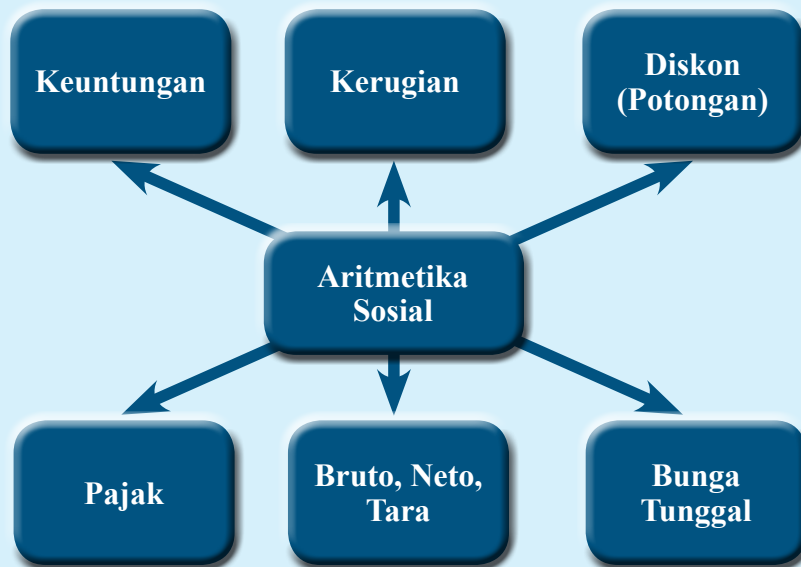 Keuntungan
Kerugian
Diskon
(Potongan)
Aritmetika
Sosial
Pajak
Bruto, Neto,
Tara
Bunga
Tunggal